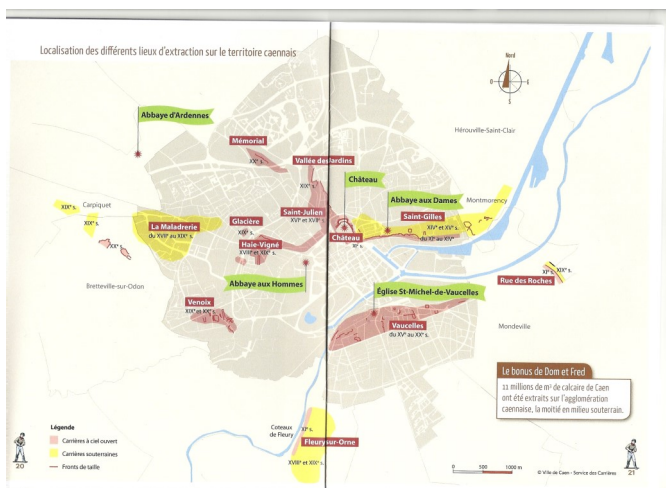 Localisation des différents lieux d'extraction sur le territoire caennais
Nord
O
E
S
Abbaye d'Ardennes
Hérouville-Saint-Clair
Mémorial
XXᵉ s.
Vallée des Jardins
XIXᵉ s.
Château
Abbaye aux Dames
Montmorency
XIXᵉ s.
Carpiquet
XIXᵉ s.
XXᵉ s.
La Maladrerie
du XVIIᵉ au XIXᵉ s.
Glacière
XIXᵉ s.
Saint-Julien
XVIᵉ et XVIIᵉ s.
Saint-Gilles
XIVᵉ et XVᵉ s.
du XIᵉ au XIVᵉ
Haie-Vigné
XVIIIᵉ et XIXᵉ s.
Château
XIᵉ s.
Bretteville-sur-Odon
Abbaye aux Hommes
XIᵉ s.
XIXᵉ s.
Rue des Roches
Église St-Michel-de-Vaucelles
Venoix
XIXᵉ et XXᵉ s.
Vaucelles
du XVᵉ au XXᵉ s.
Mondeville
Le bonus de Dom et Fred
11 millions de m³ de calcaire de Caen
ont été extraits sur l'agglomération
caennaise, la moitié en milieu souterrain.
Coteaux
de Fleury
XIᵉ s.
Fleury-sur-Orne
XVIIIᵉ et XIXᵉ s.
Légende
Carrières à ciel ouvert
Carrières souterraines
Fronts de taille
0 500 1000 m
© Ville de Caen - Service des Carrières
20
21